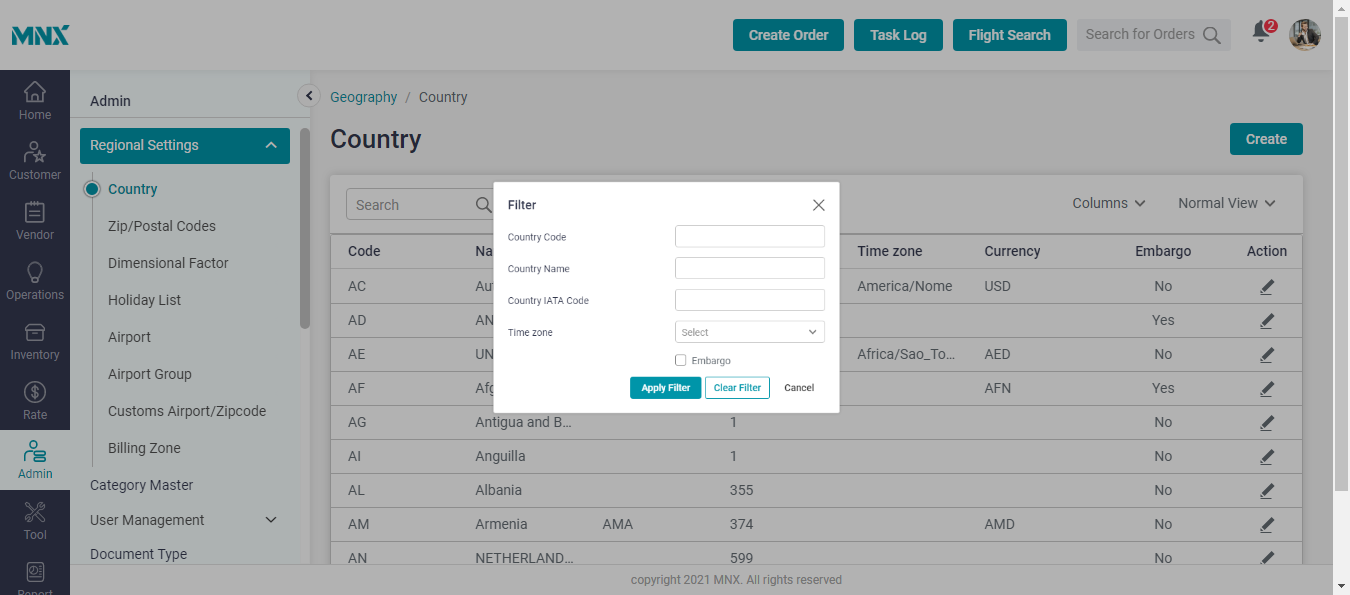 MNX
Create Order
Task Log
Flight Search
Search for Orders
2
Home
Customer
Vendor
Operations
Inventory
Rate
Admin
Tool
Report
Admin
Regional Settings
Country
Zip/Postal Codes
Dimensional Factor
Holiday List
Airport
Airport Group
Customs Airport/Zipcode
Billing Zone
Category Master
User Management
Document Type
Geography / Country
Country
Create
Search
Columns
Normal View
Filter
Country Code
Country Name
Country IATA Code
Time zone
Select
Embargo
Apply Filter
Clear Filter
Cancel
Code Time zone Currency Embargo Action
AC America/Nome USD No
AD AN Yes
AE UN Africa/Sao_To... AED No
AF Afg AFN Yes
AG Antigua and B... 1 No
AI Anguilla 1 No
AL Albania 355 No
AM Armenia AMA 374 AMD No
AN NETHERLAND... 599 No
copyright 2021 MNX. All rights reserved